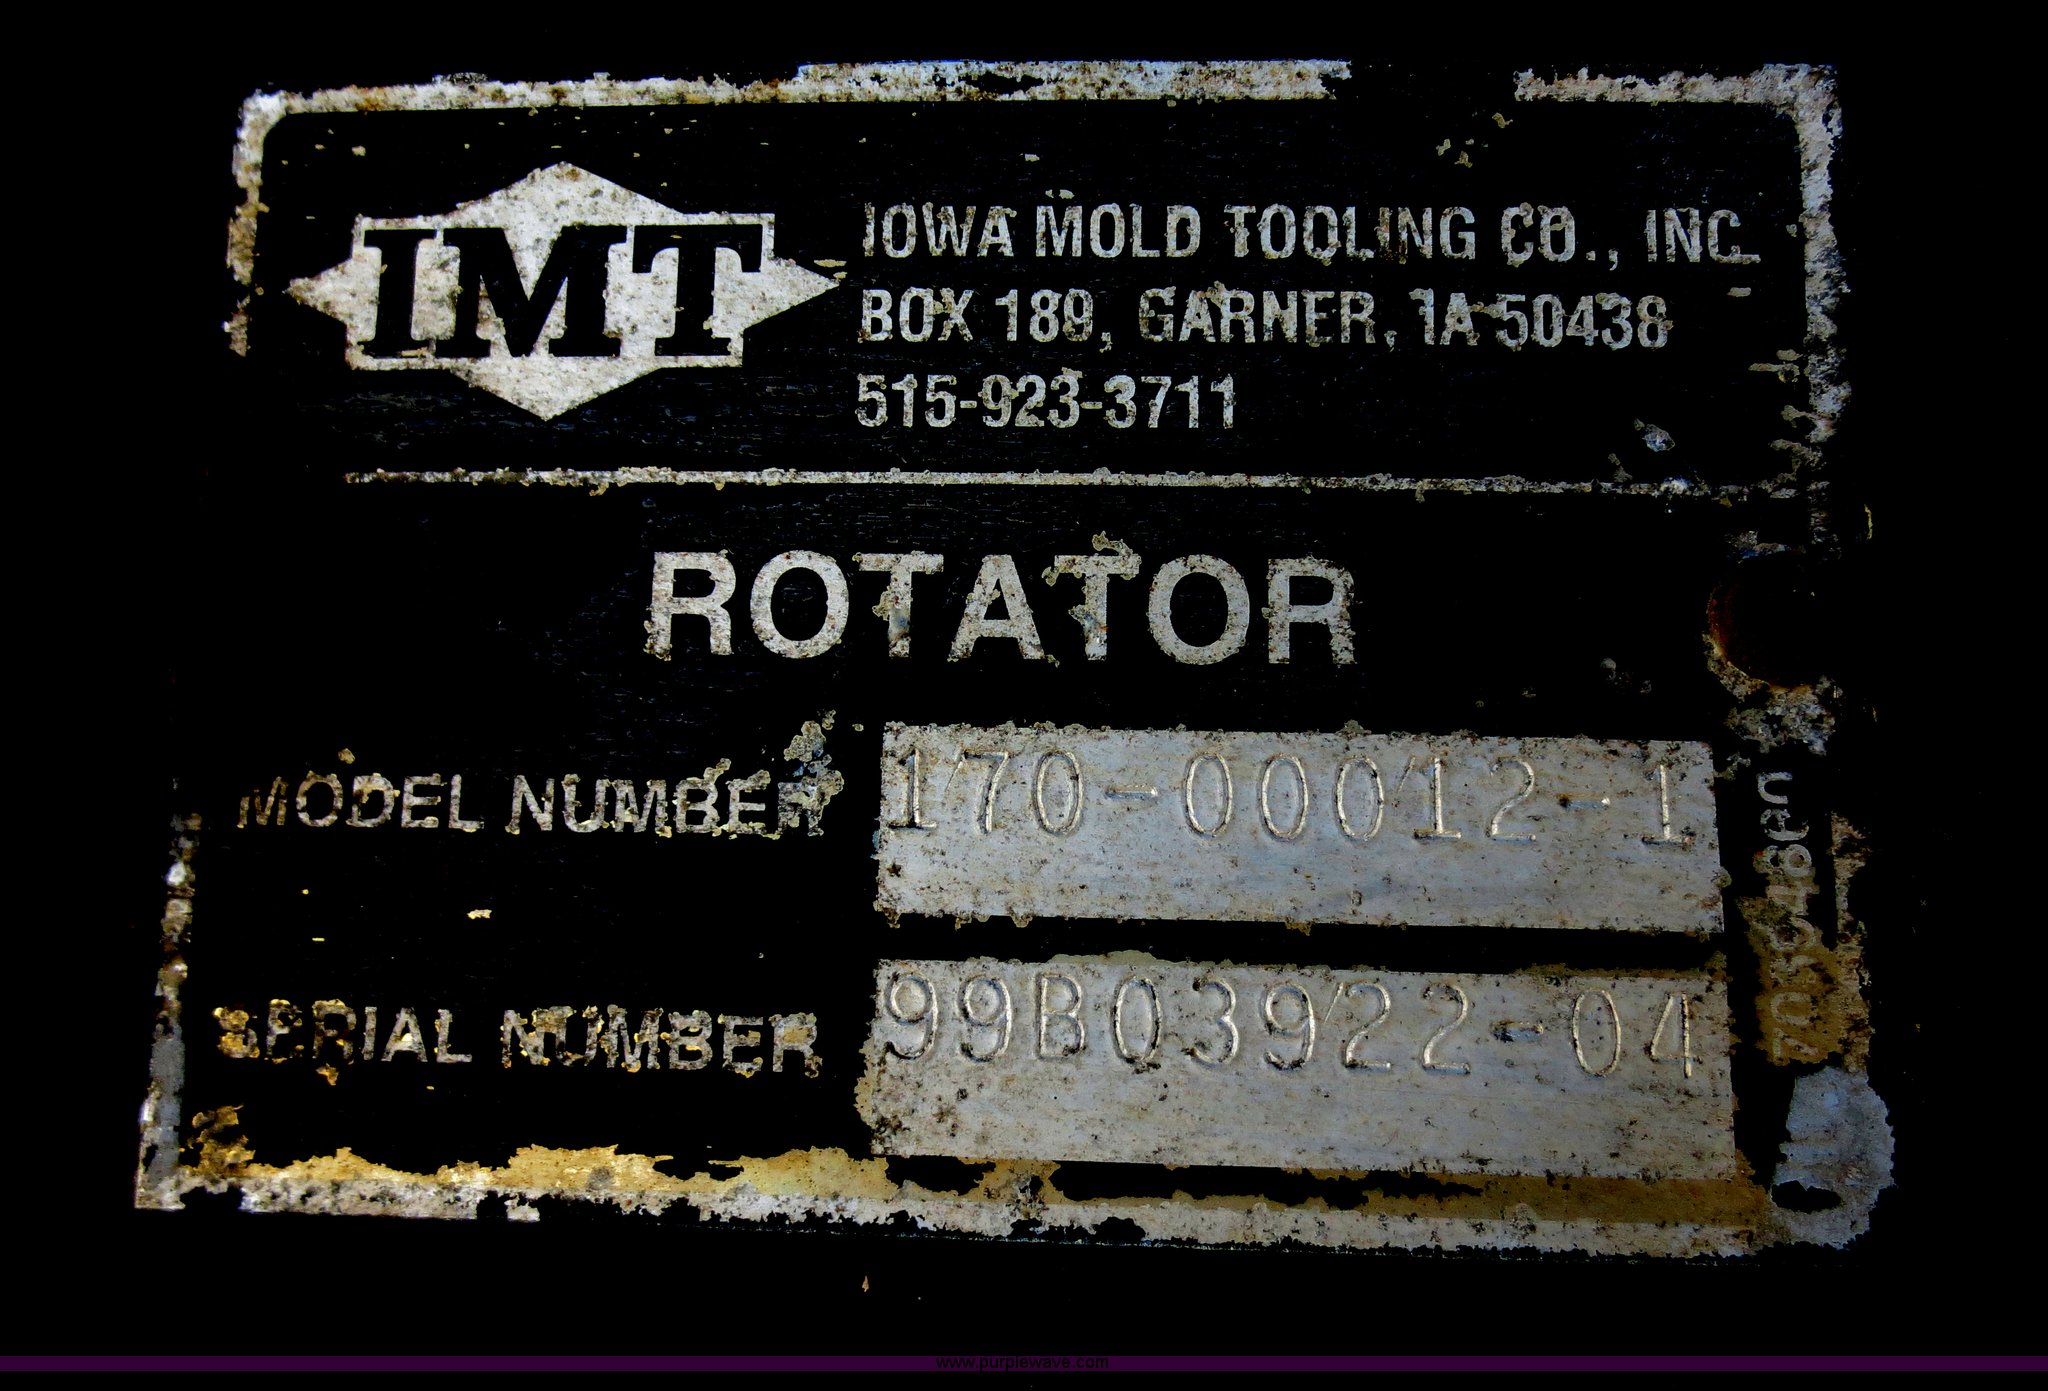 IMT
IOWA MOLD TOOLING CO., INC.
BOX 189, GARNER, IA 50438
515-923-3711
ROTATOR
MODEL NUMBER 170-00012-1
SERIAL NUMBER 99B03922-04
www.purplewave.com